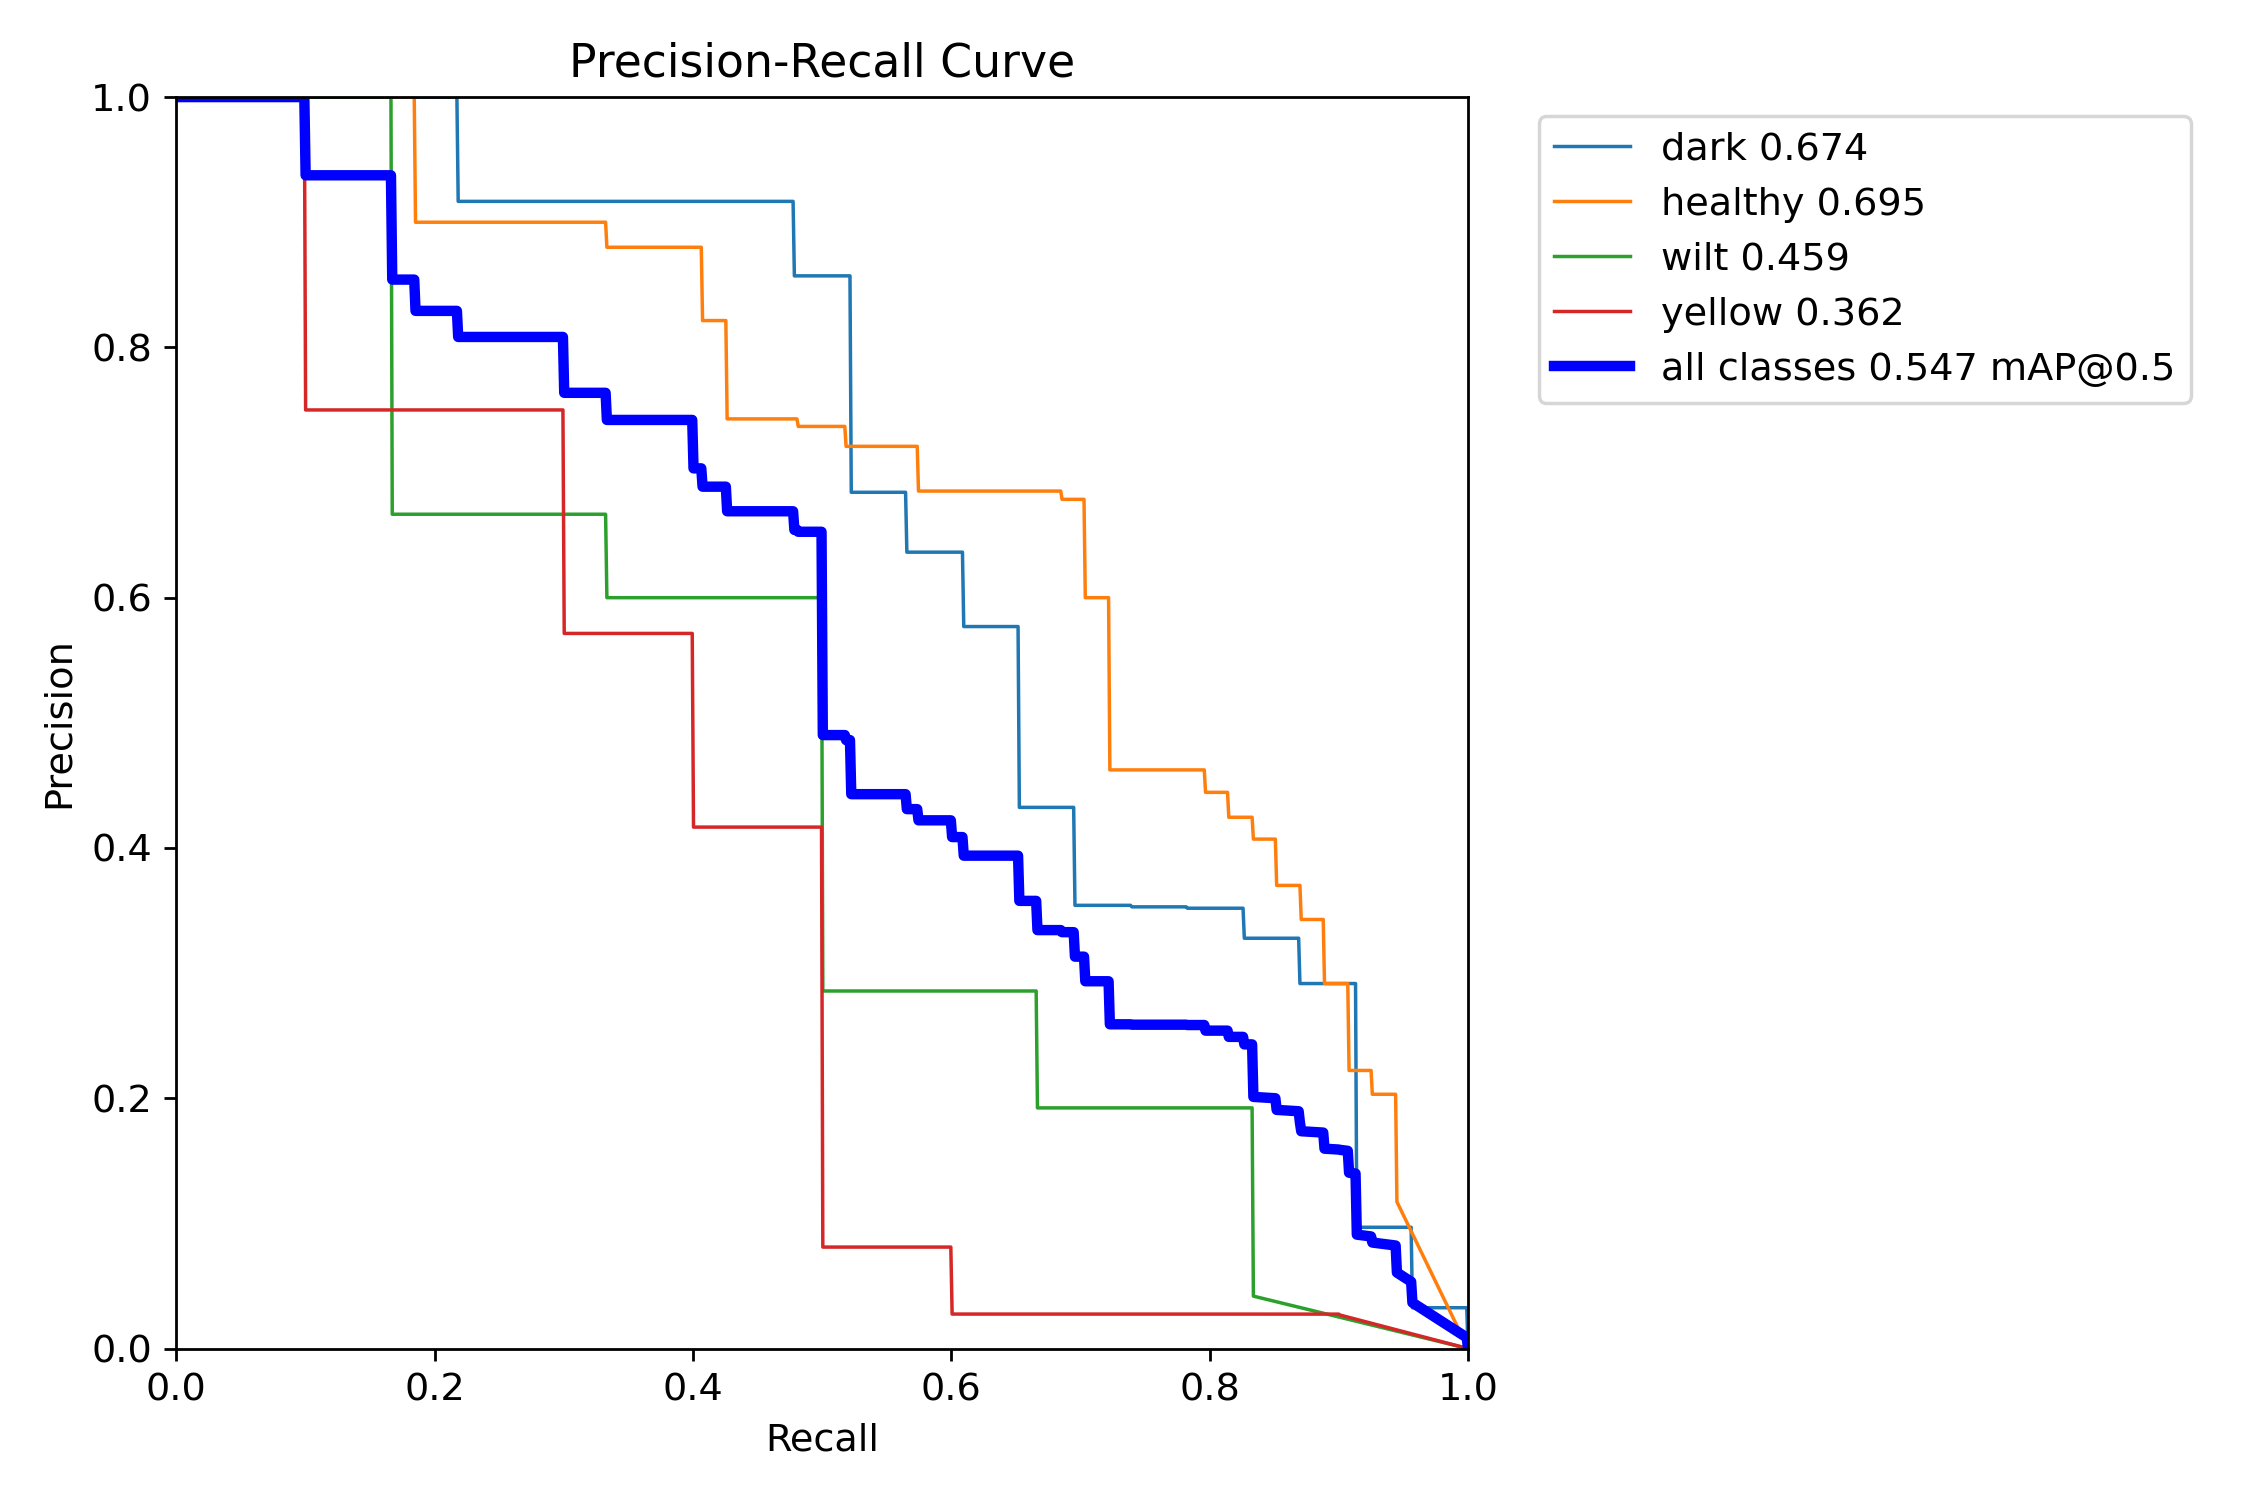 Precision-Recall Curve
1.0
0.8
0.6
0.4
0.2
0.0
Precision
0.0 0.2 0.4 0.6 0.8 1.0
Recall
dark 0.674
healthy 0.695
wilt 0.459
yellow 0.362
all classes 0.547 mAP@0.5